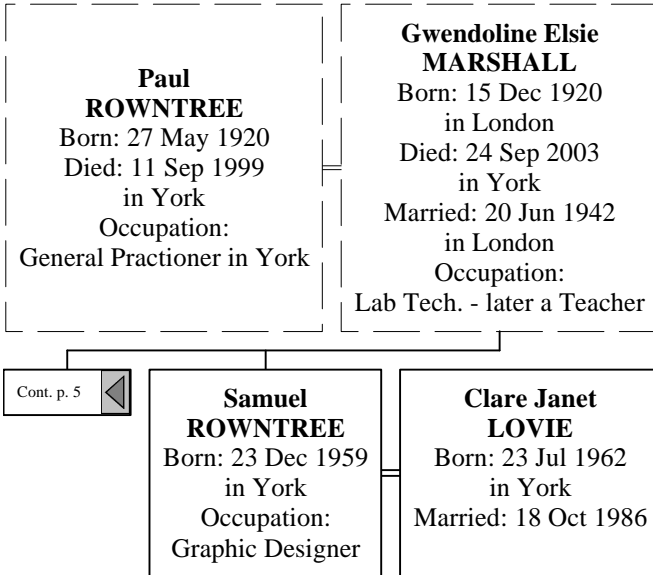 Paul
ROWNTREE
Born: 27 May 1920
Died: 11 Sep 1999
in York
Occupation:
General Practioner in York
Gwendoline Elsie
MARSHALL
Born: 15 Dec 1920
in London
Died: 24 Sep 2003
in York
Married: 20 Jun 1942
in London
Occupation:
Lab Tech. - later a Teacher
Cont. p. 5
Samuel
ROWNTREE
Born: 23 Dec 1959
in York
Occupation:
Graphic Designer
Clare Janet
LOVIE
Born: 23 Jul 1962
in York
Married: 18 Oct 1986